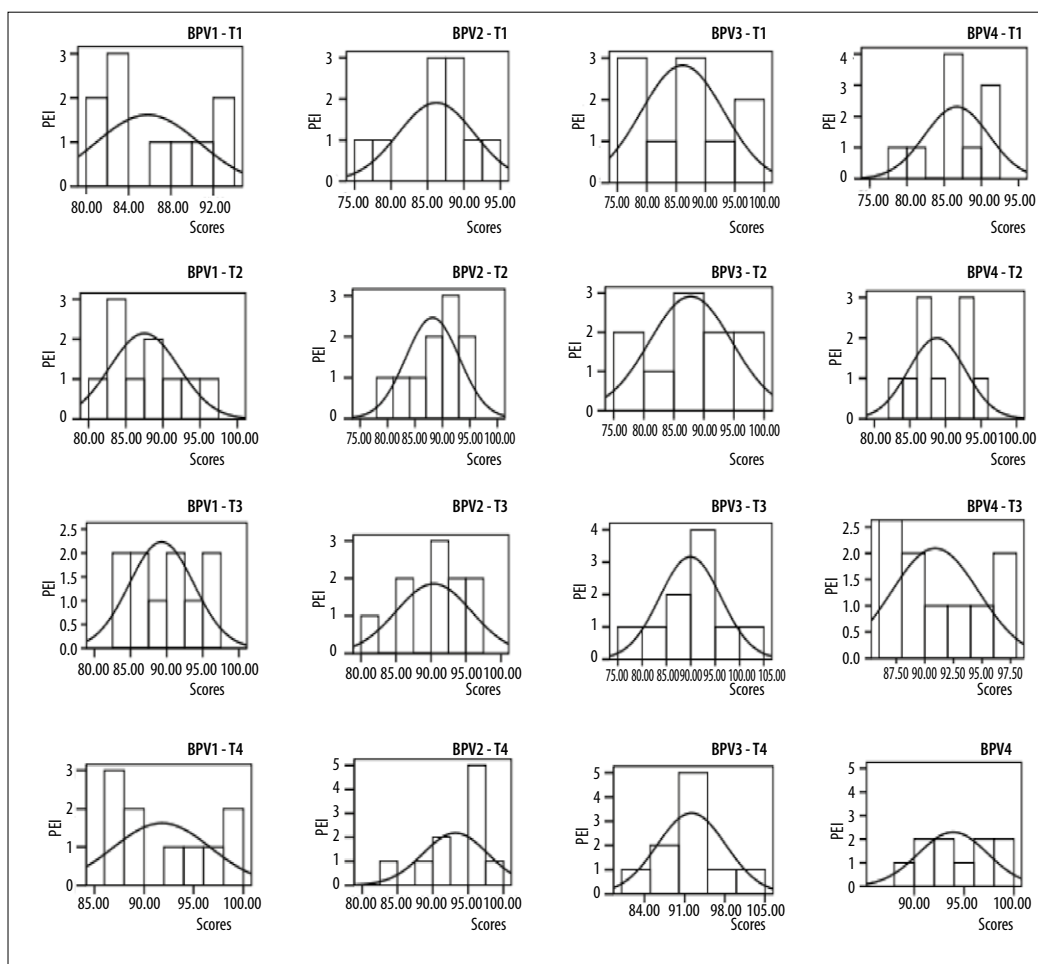 BPV1 - T1
3
2
1
0
PEI
80.00 84.00 88.00 92.00
Scores
BPV2 - T1
3
2
1
0
PEI
75.00 80.00 85.00 90.00 95.00
Scores
BPV3 - T1
3
2
1
0
PEI
75.00 80.00 85.00 90.00 95.00 100.00
Scores
BPV4 - T1
4
3
2
1
0
PEI
75.00 80.00 85.00 90.00 95.00
Scores
BPV1 - T2
3
2
1
0
PEI
80.00 85.00 89.00 95.00 100.00
Scores
BPV2 - T2
3
2
1
0
PEI
75.00 80.00 85.00 90.00 95.00 100.00
Scores
BPV3 - T2
3
2
1
0
PEI
75.00 80.00 85.00 90.00 95.00 100.00
Scores
BPV4 - T2
4
3
2
1
0
PEI
80.00 85.00 89.00 95.00 100.00
Scores
BPV1 - T3
2.5
2.0
1.5
1.0
0.5
0.0
PEI
80.00 85.00 90.00 95.00 100.00
Scores
BPV2 - T3
3
2
1
0
PEI
80.00 85.00 90.00 95.00 100.00
Scores
BPV3 - T3
4
3
2
1
0
PEI
75.00 80.00 85.00 90.00 95.00 100.00 105.00
Scores
BPV4 - T3
2.5
2.0
1.5
1.0
0.5
0.0
PEI
87.50 90.00 92.50 95.00 97.50
Scores
BPV1 - T4
3
2
1
0
PEI
85.00 90.00 95.00 100.00
Scores
BPV2 - T4
5
4
3
2
1
0
PEI
80.00 85.00 90.00 95.00 100.00
Scores
BPV3 - T4
5
4
3
2
1
0
PEI
84.00 91.00 98.00 105.00
Scores
BPV4
5
4
3
2
1
0
PEI
90.00 95.00 100.00
Scores